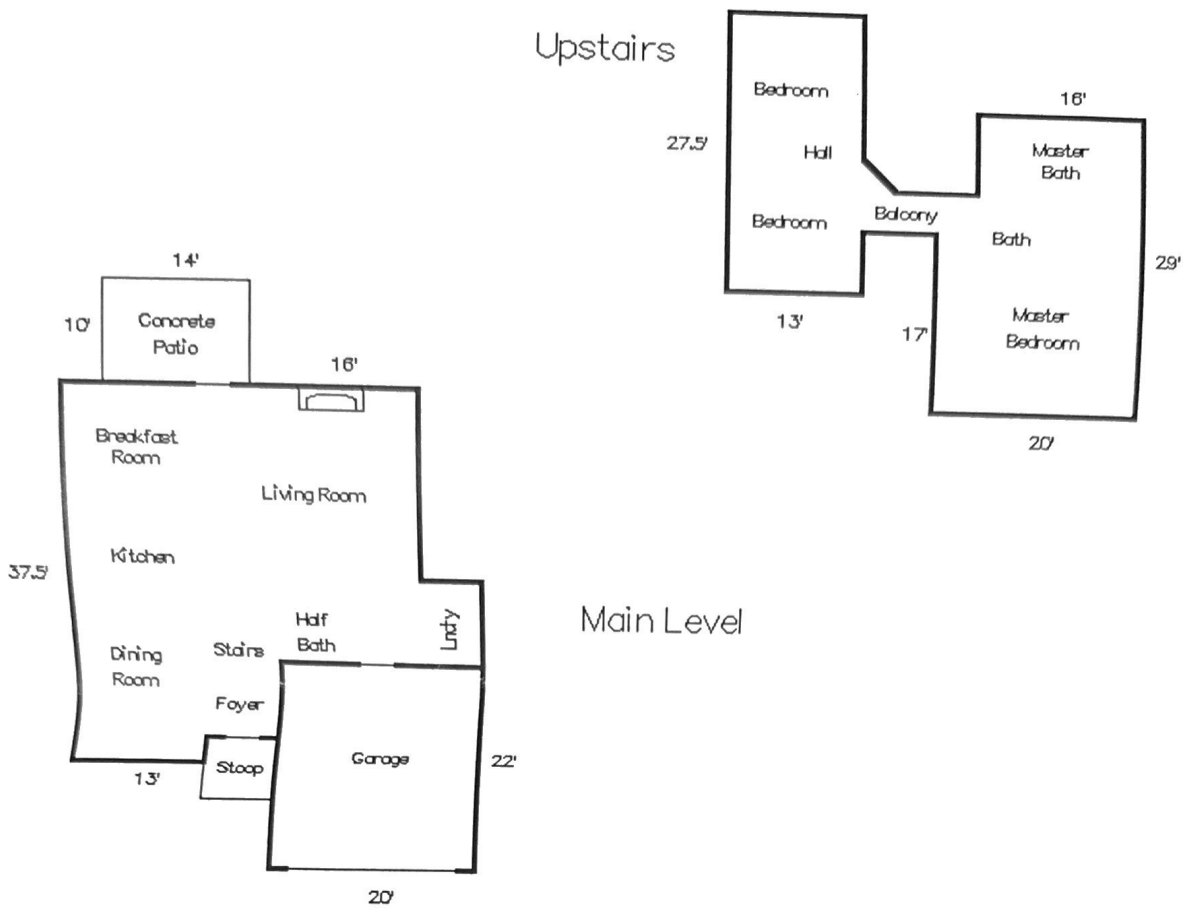 Upstairs
Bedroom
16'
27.5'
Hall
Master
Bath
Bedroom
Balcony
Bath
29'
13'
17'
Master
Bedroom
20'
14'
10'
Concrete
Patio
16'
Breakfast
Room
Living Room
Kitchen
37.5'
Half
Bath
Lndry
Main Level
Stairs
Dining
Room
Foyer
Stoop
Garage
22'
13'
20'